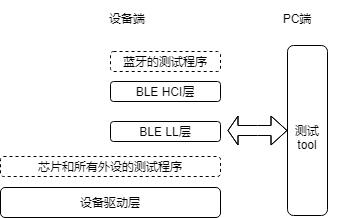 设备端
PC端
蓝牙的测试程序
BLE HCI层
BLE LL层
测试
tool
芯片和所有外设的测试程序
设备驱动层